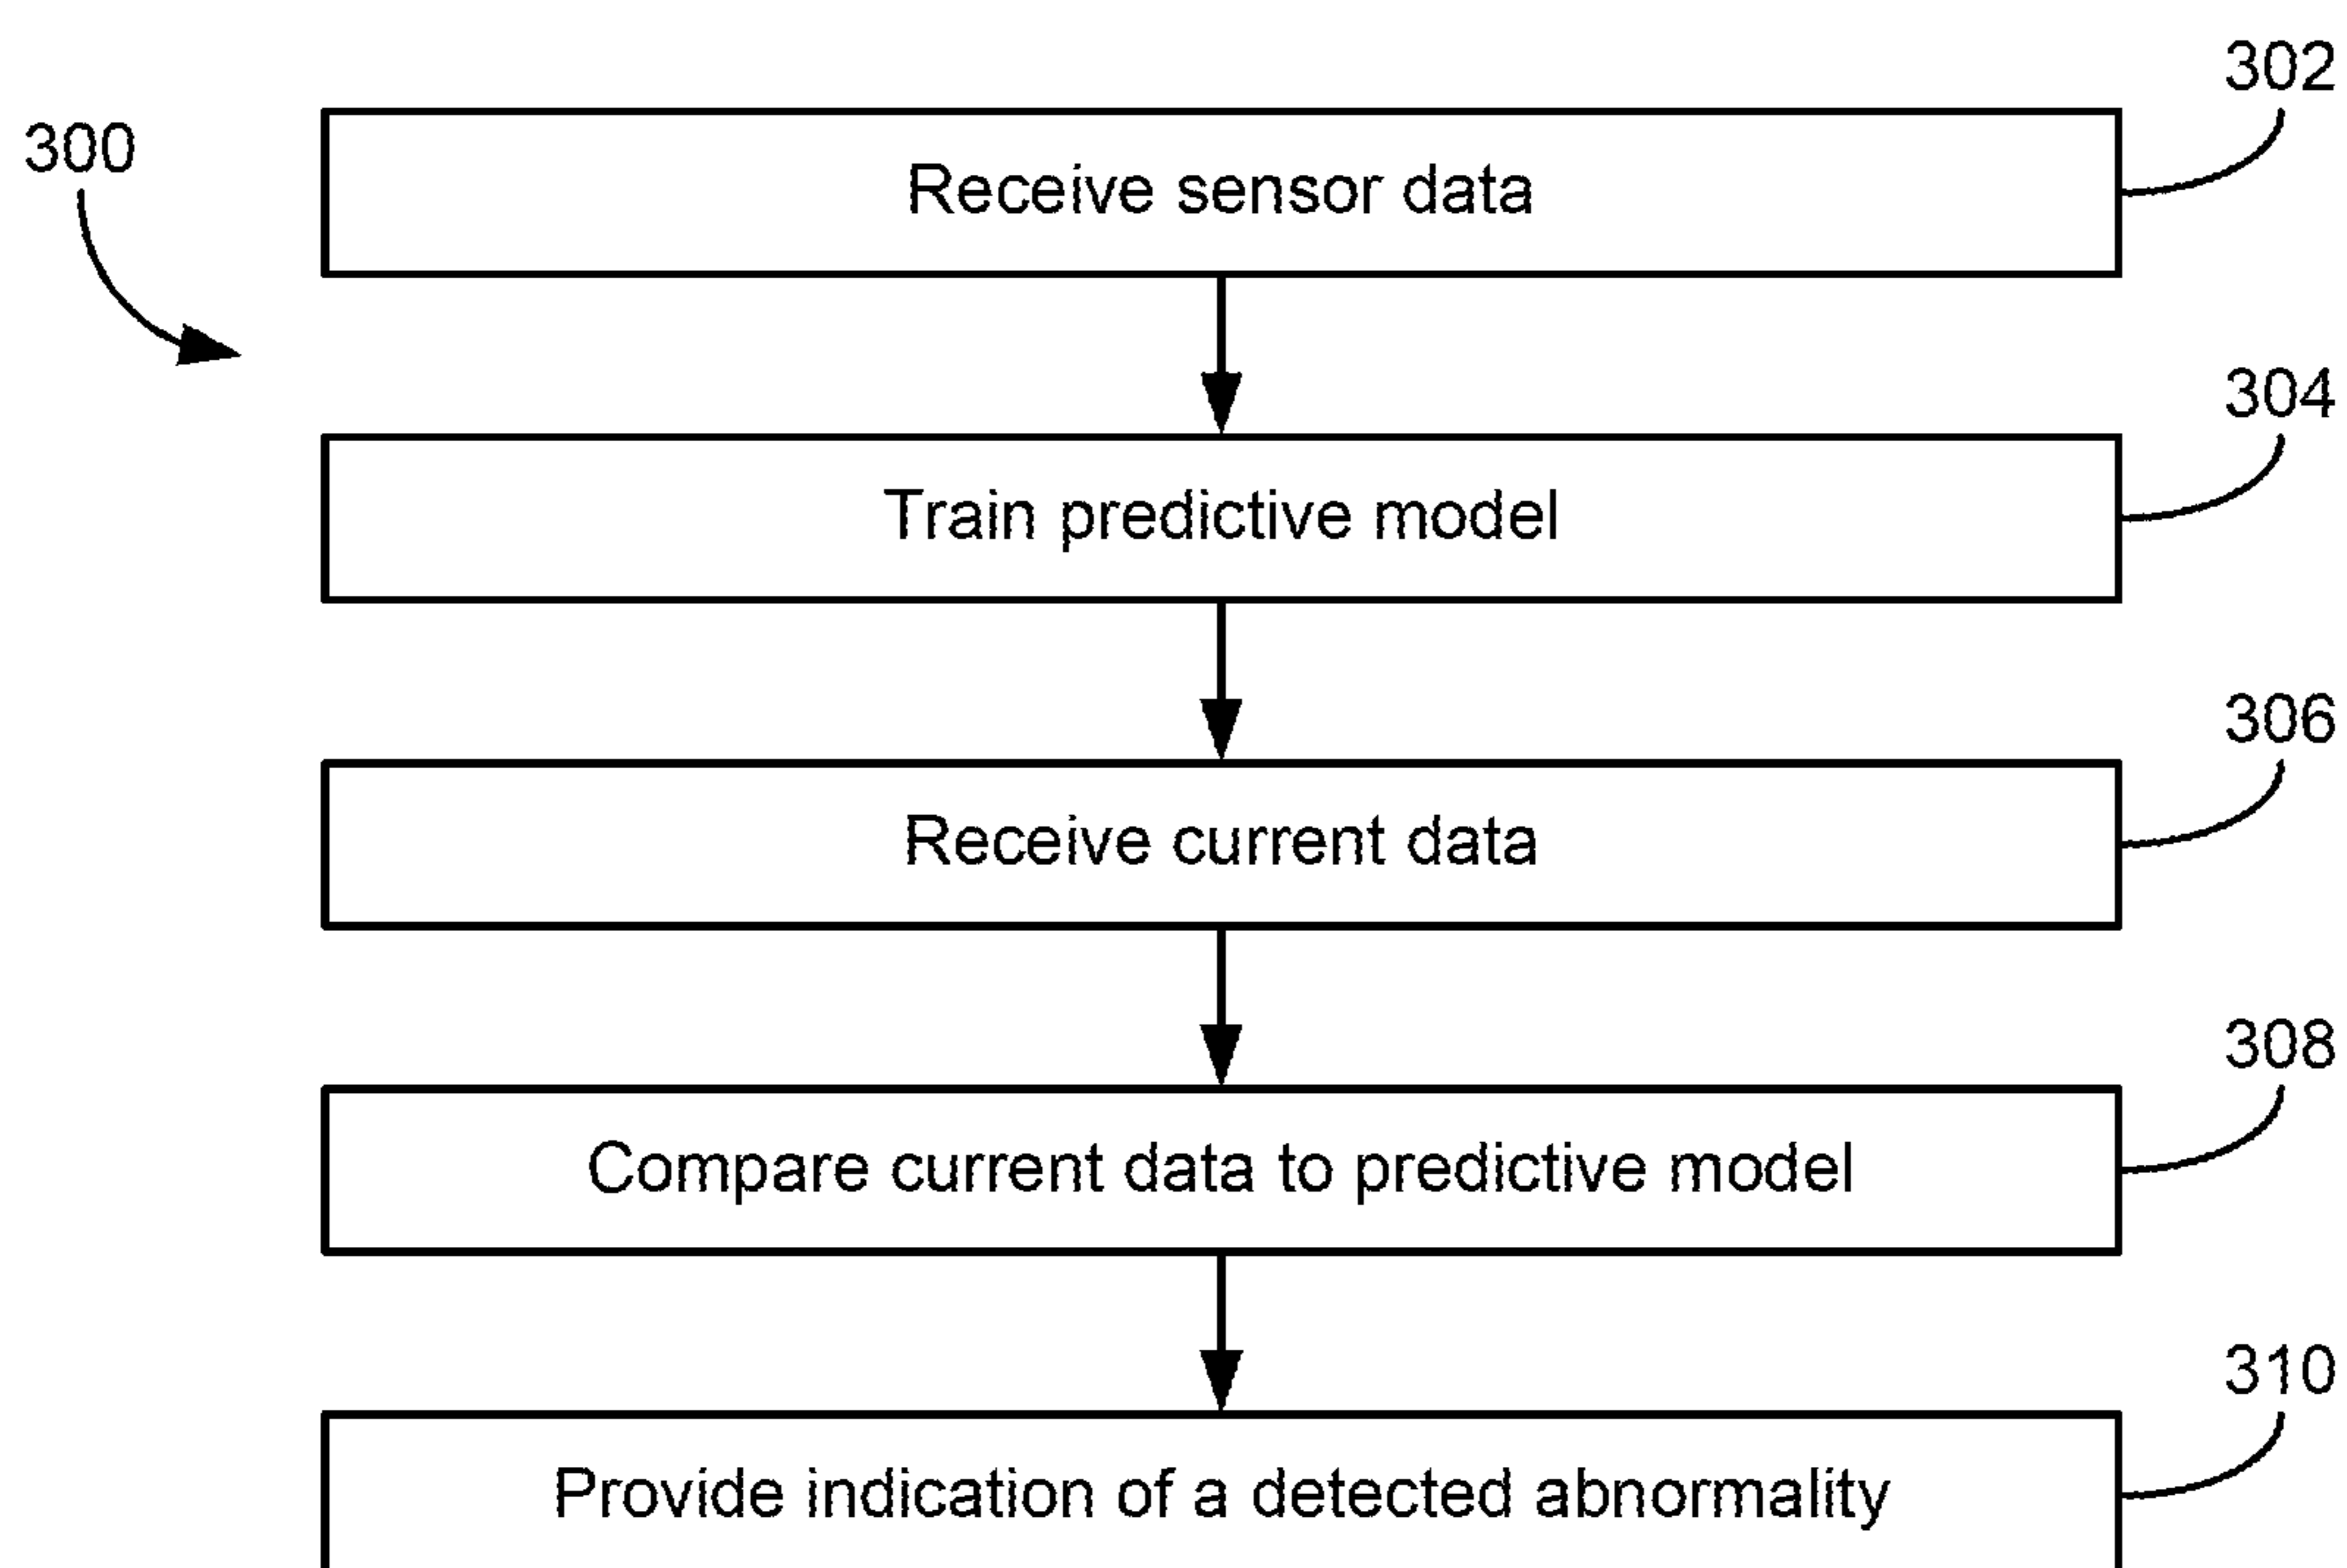 302
300
Receive sensor data
304
Train predictive model
306
Receive current data
308
Compare current data to predictive model
310
Provide indication of a detected abnormality